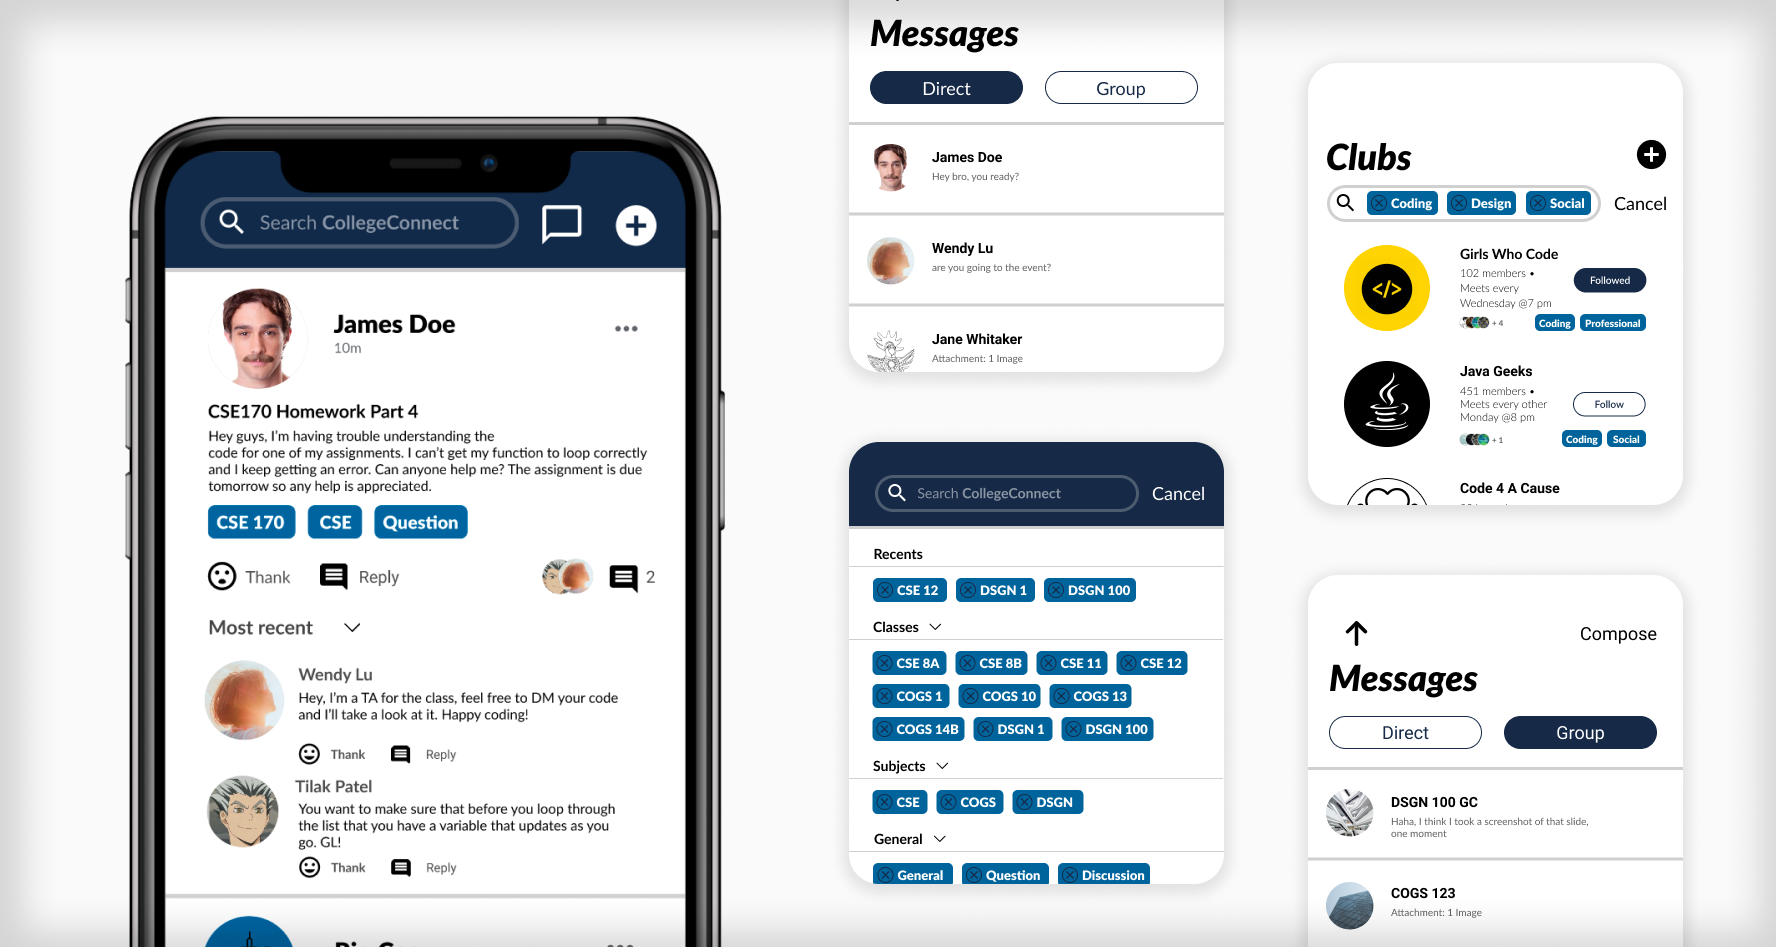 Search CollegeConnect
James Doe
10m
CSE170 Homework Part 4
Hey guys, I'm having trouble understanding the
code for one of my assignments. I can't get my function to loop correctly
and I keep getting an error. Can anyone help me? The assignment is due
tomorrow so any help is appreciated.
CSE 170 CSE Question
Thank Reply 2
Most recent
Wendy Lu
Hey, I'm a TA for the class, feel free to DM your code
and I'll take a look at it. Happy coding!
Thank Reply
Tilak Patel
You want to make sure that before you loop through
the list that you have a variable that updates as you
go. GL!
Thank Reply
Messages
Direct Group
James Doe
Hey bro, you ready?
Wendy Lu
are you going to the event?
Jane Whitaker
Attachment: 1 Image
Search CollegeConnect Cancel
Recents
CSE 12 DSGN 1 DSGN 100
Classes
CSE 8A CSE 8B CSE 11 CSE 12
COGS 1 COGS 10 COGS 13
COGS 14B DSGN 1 DSGN 100
Subjects
CSE COGS DSGN
General
General Question Discussion
Clubs
Coding Design Social Cancel
</>
Girls Who Code
102 members •
Meets every
Wednesday @7 pm
Followed
+ 4
Coding Professional
Java Geeks
451 members •
Meets every other
Monday @8 pm
Follow
+ 1
Coding Social
Code 4 A Cause
Compose
Messages
Direct Group
DSGN 100 GC
Haha, I think I took a screenshot of that slide,
one moment
COGS 123
Attachment: 1 Image